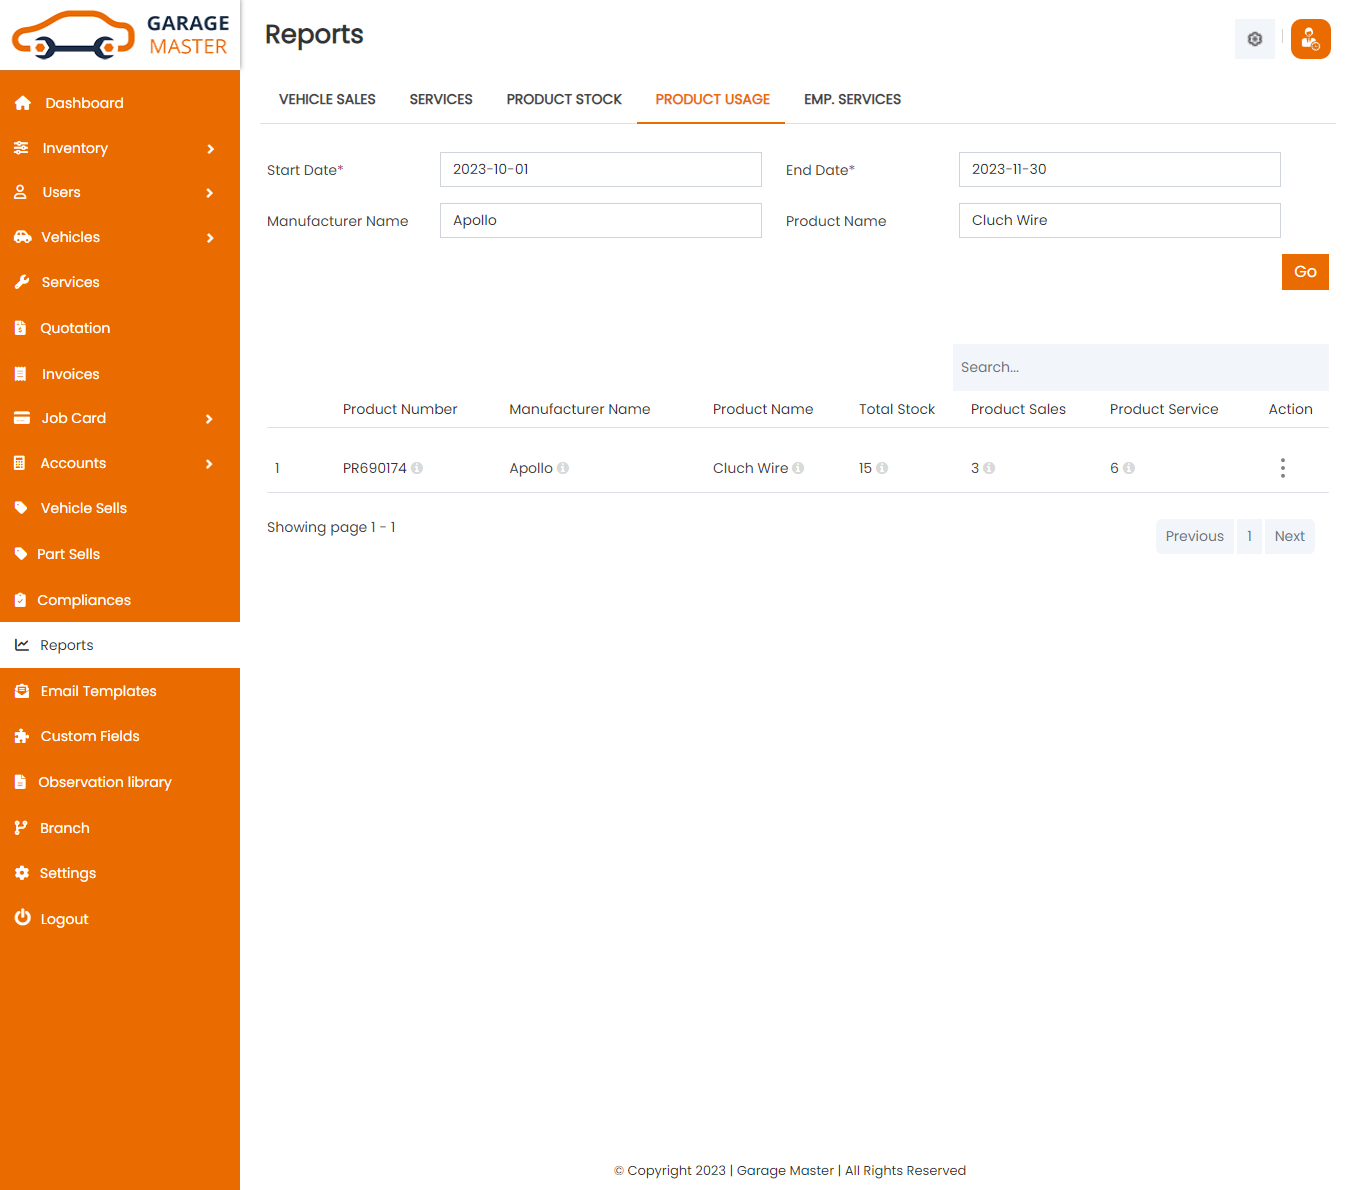 GARAGE
MASTER
Dashboard
Inventory
Users
Vehicles
Services
Quotation
Invoices
Job Card
Accounts
Vehicle Sells
Part Sells
Compliances
Reports
Email Templates
Custom Fields
Observation library
Branch
Settings
Logout
Reports
VEHICLE SALES SERVICES PRODUCT STOCK PRODUCT USAGE EMP. SERVICES
Start Date* 2023-10-01 End Date* 2023-11-30
Manufacturer Name Apollo Product Name Cluch Wire
Go
Search...
Product Number Manufacturer Name Product Name Total Stock Product Sales Product Service Action
1 PR690174 Apollo Cluch Wire 15 3 6
Showing page 1 - 1
Previous 1 Next
© Copyright 2023 | Garage Master | All Rights Reserved